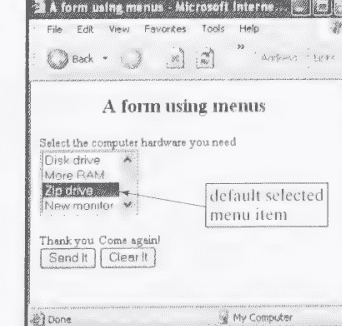 A form using menus - Microsoft Interne...
File Edit View Favorites Tools Help
Back » Address Links
A form using menus
Select the computer hardware you need
Disk drive
More RAM
Zip drive
New monitor
default selected
menu item
Thank you Come again!
Send It Clear It
Done My Computer